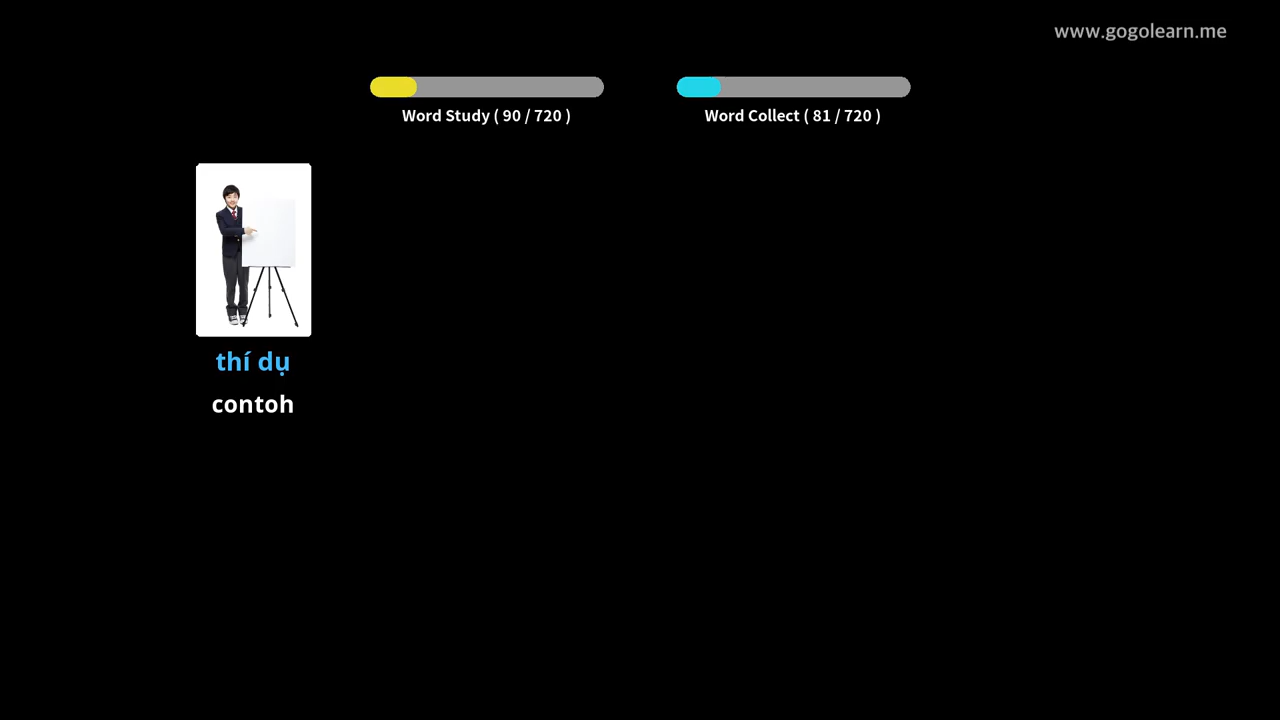 www.gogolearn.me
Word Study ( 90 / 720 )
Word Collect ( 81 / 720 )
thí dụ
contoh